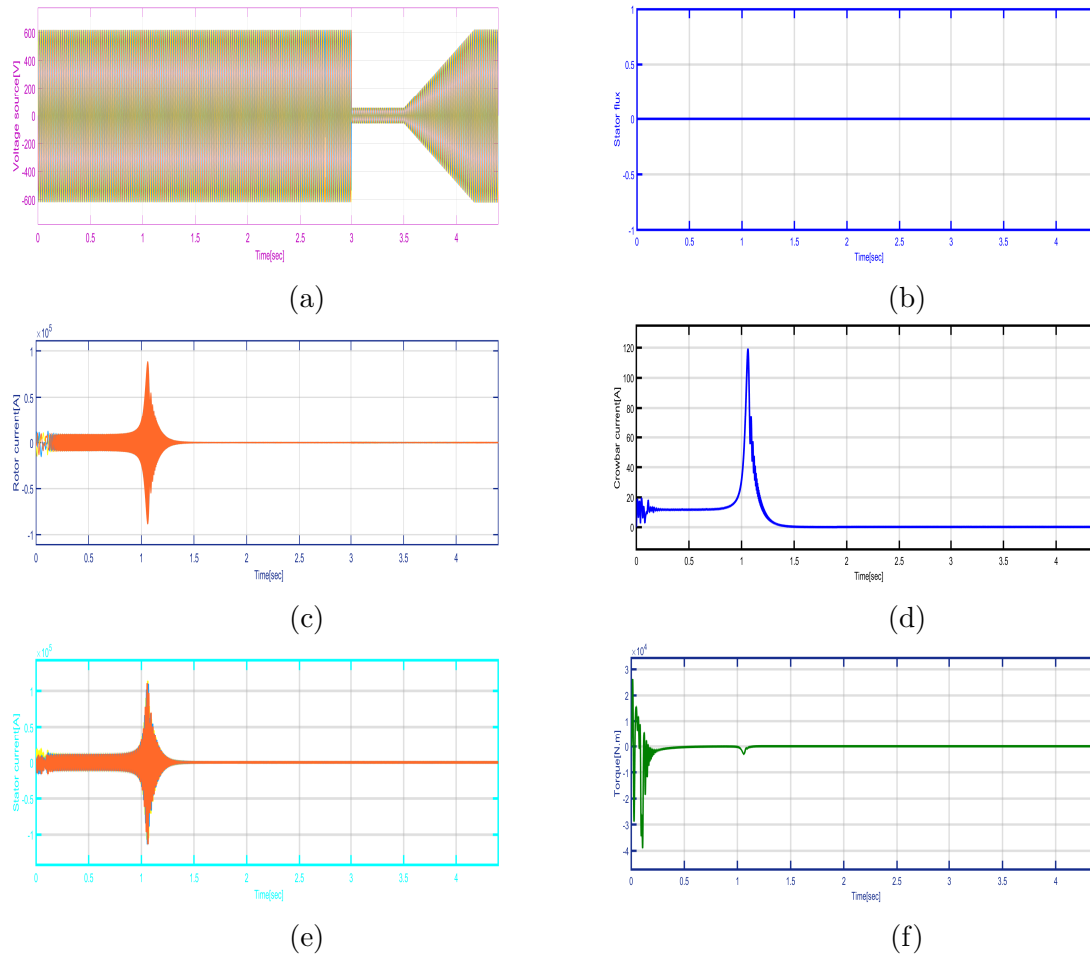 600
400
200
0
-200
-400
-600
Voltage source[V]
0 0.5 1 1.5 2 2.5 3 3.5 4
Time[sec]
(a)
1
0.5
0
-0.5
-1
Stator flux
0 0.5 1 1.5 2 2.5 3 3.5 4
Time[sec]
(b)
×10⁵
1
0.5
0
-0.5
-1
Rotor current[A]
0 0.5 1 1.5 2 2.5 3 3.5 4
Time[sec]
(c)
120
100
80
60
40
20
0
Crowbar current[A]
0 0.5 1 1.5 2 2.5 3 3.5 4
Time[sec]
(d)
×10⁵
1
0.5
0
-0.5
-1
Stator current[A]
0 0.5 1 1.5 2 2.5 3 3.5 4
Time[sec]
(e)
×10⁴
3
2
1
0
-1
-2
-3
-4
Torque[N.m]
0 0.5 1 1.5 2 2.5 3 3.5 4
Time[sec]
(f)